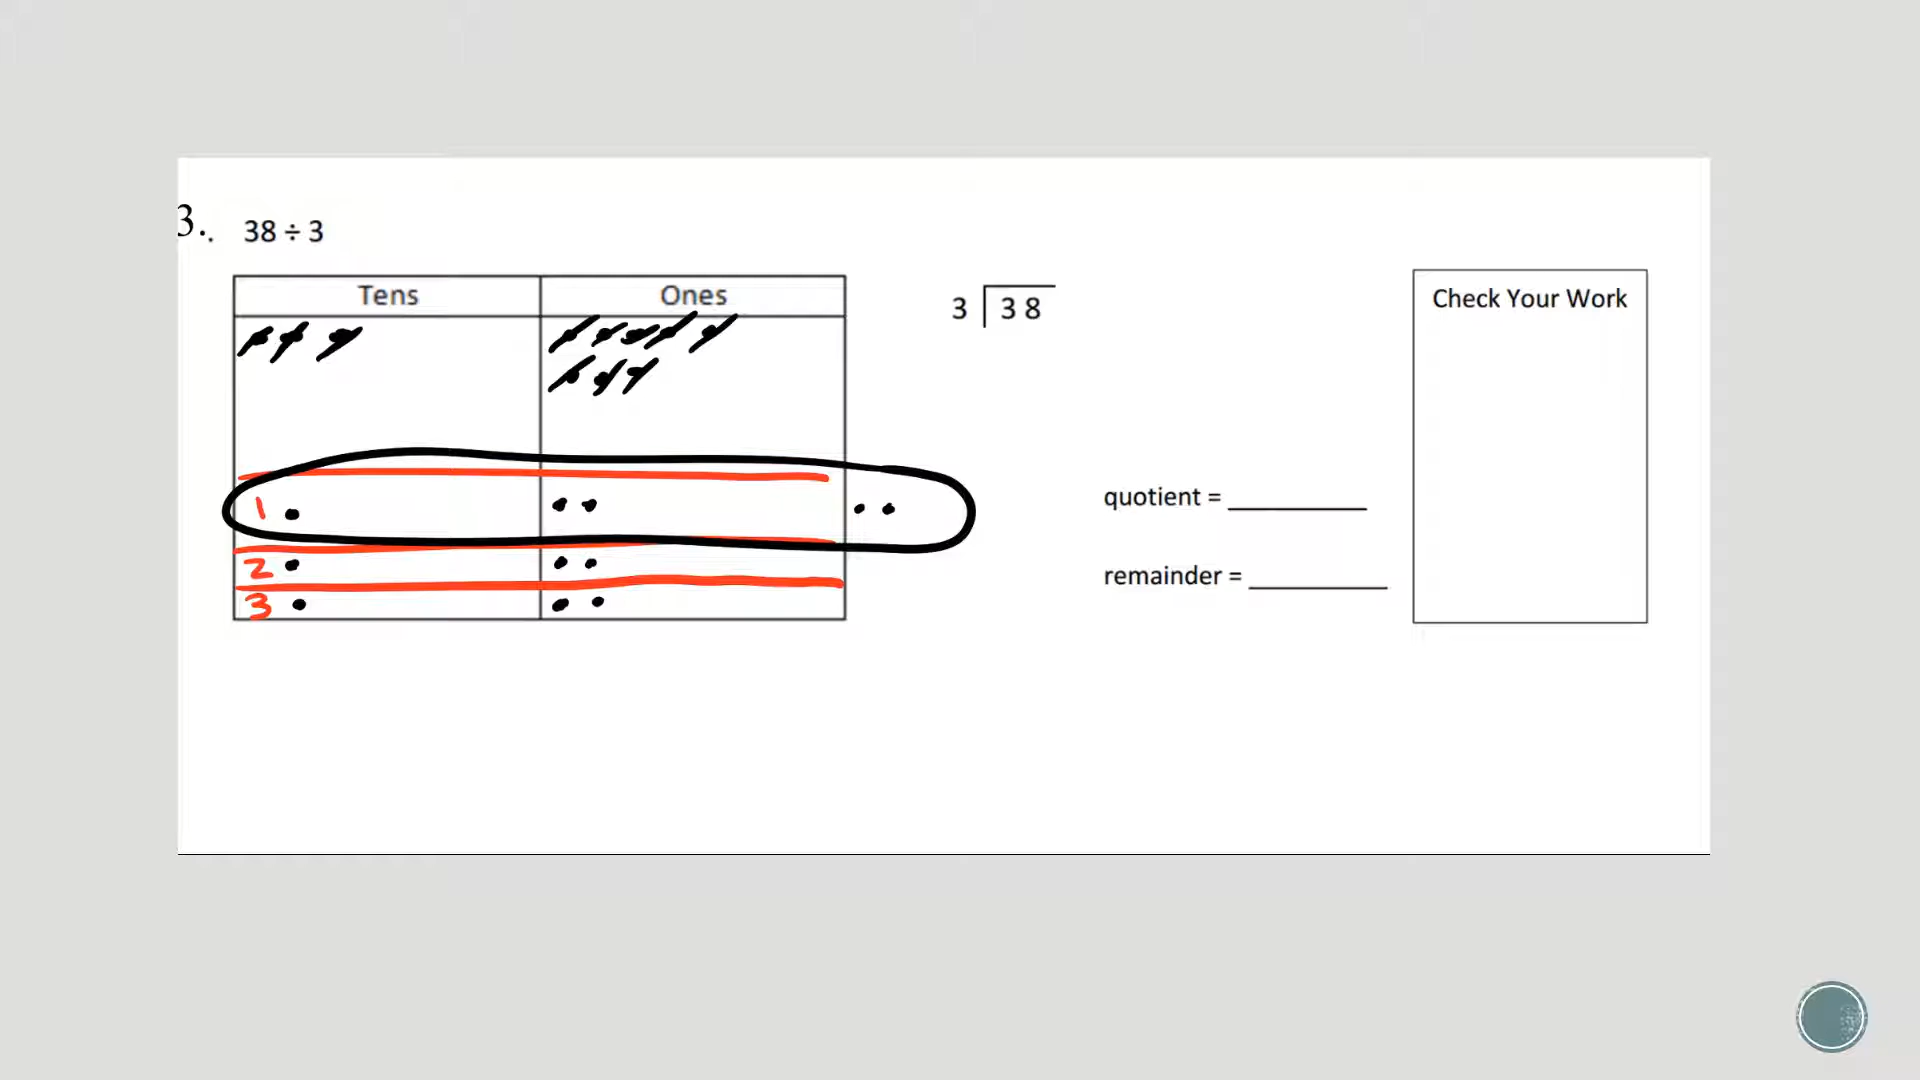 3. . 38 ÷ 3
Tens Ones
3 38
Check Your Work
1
2
3
quotient = ________
remainder = ________